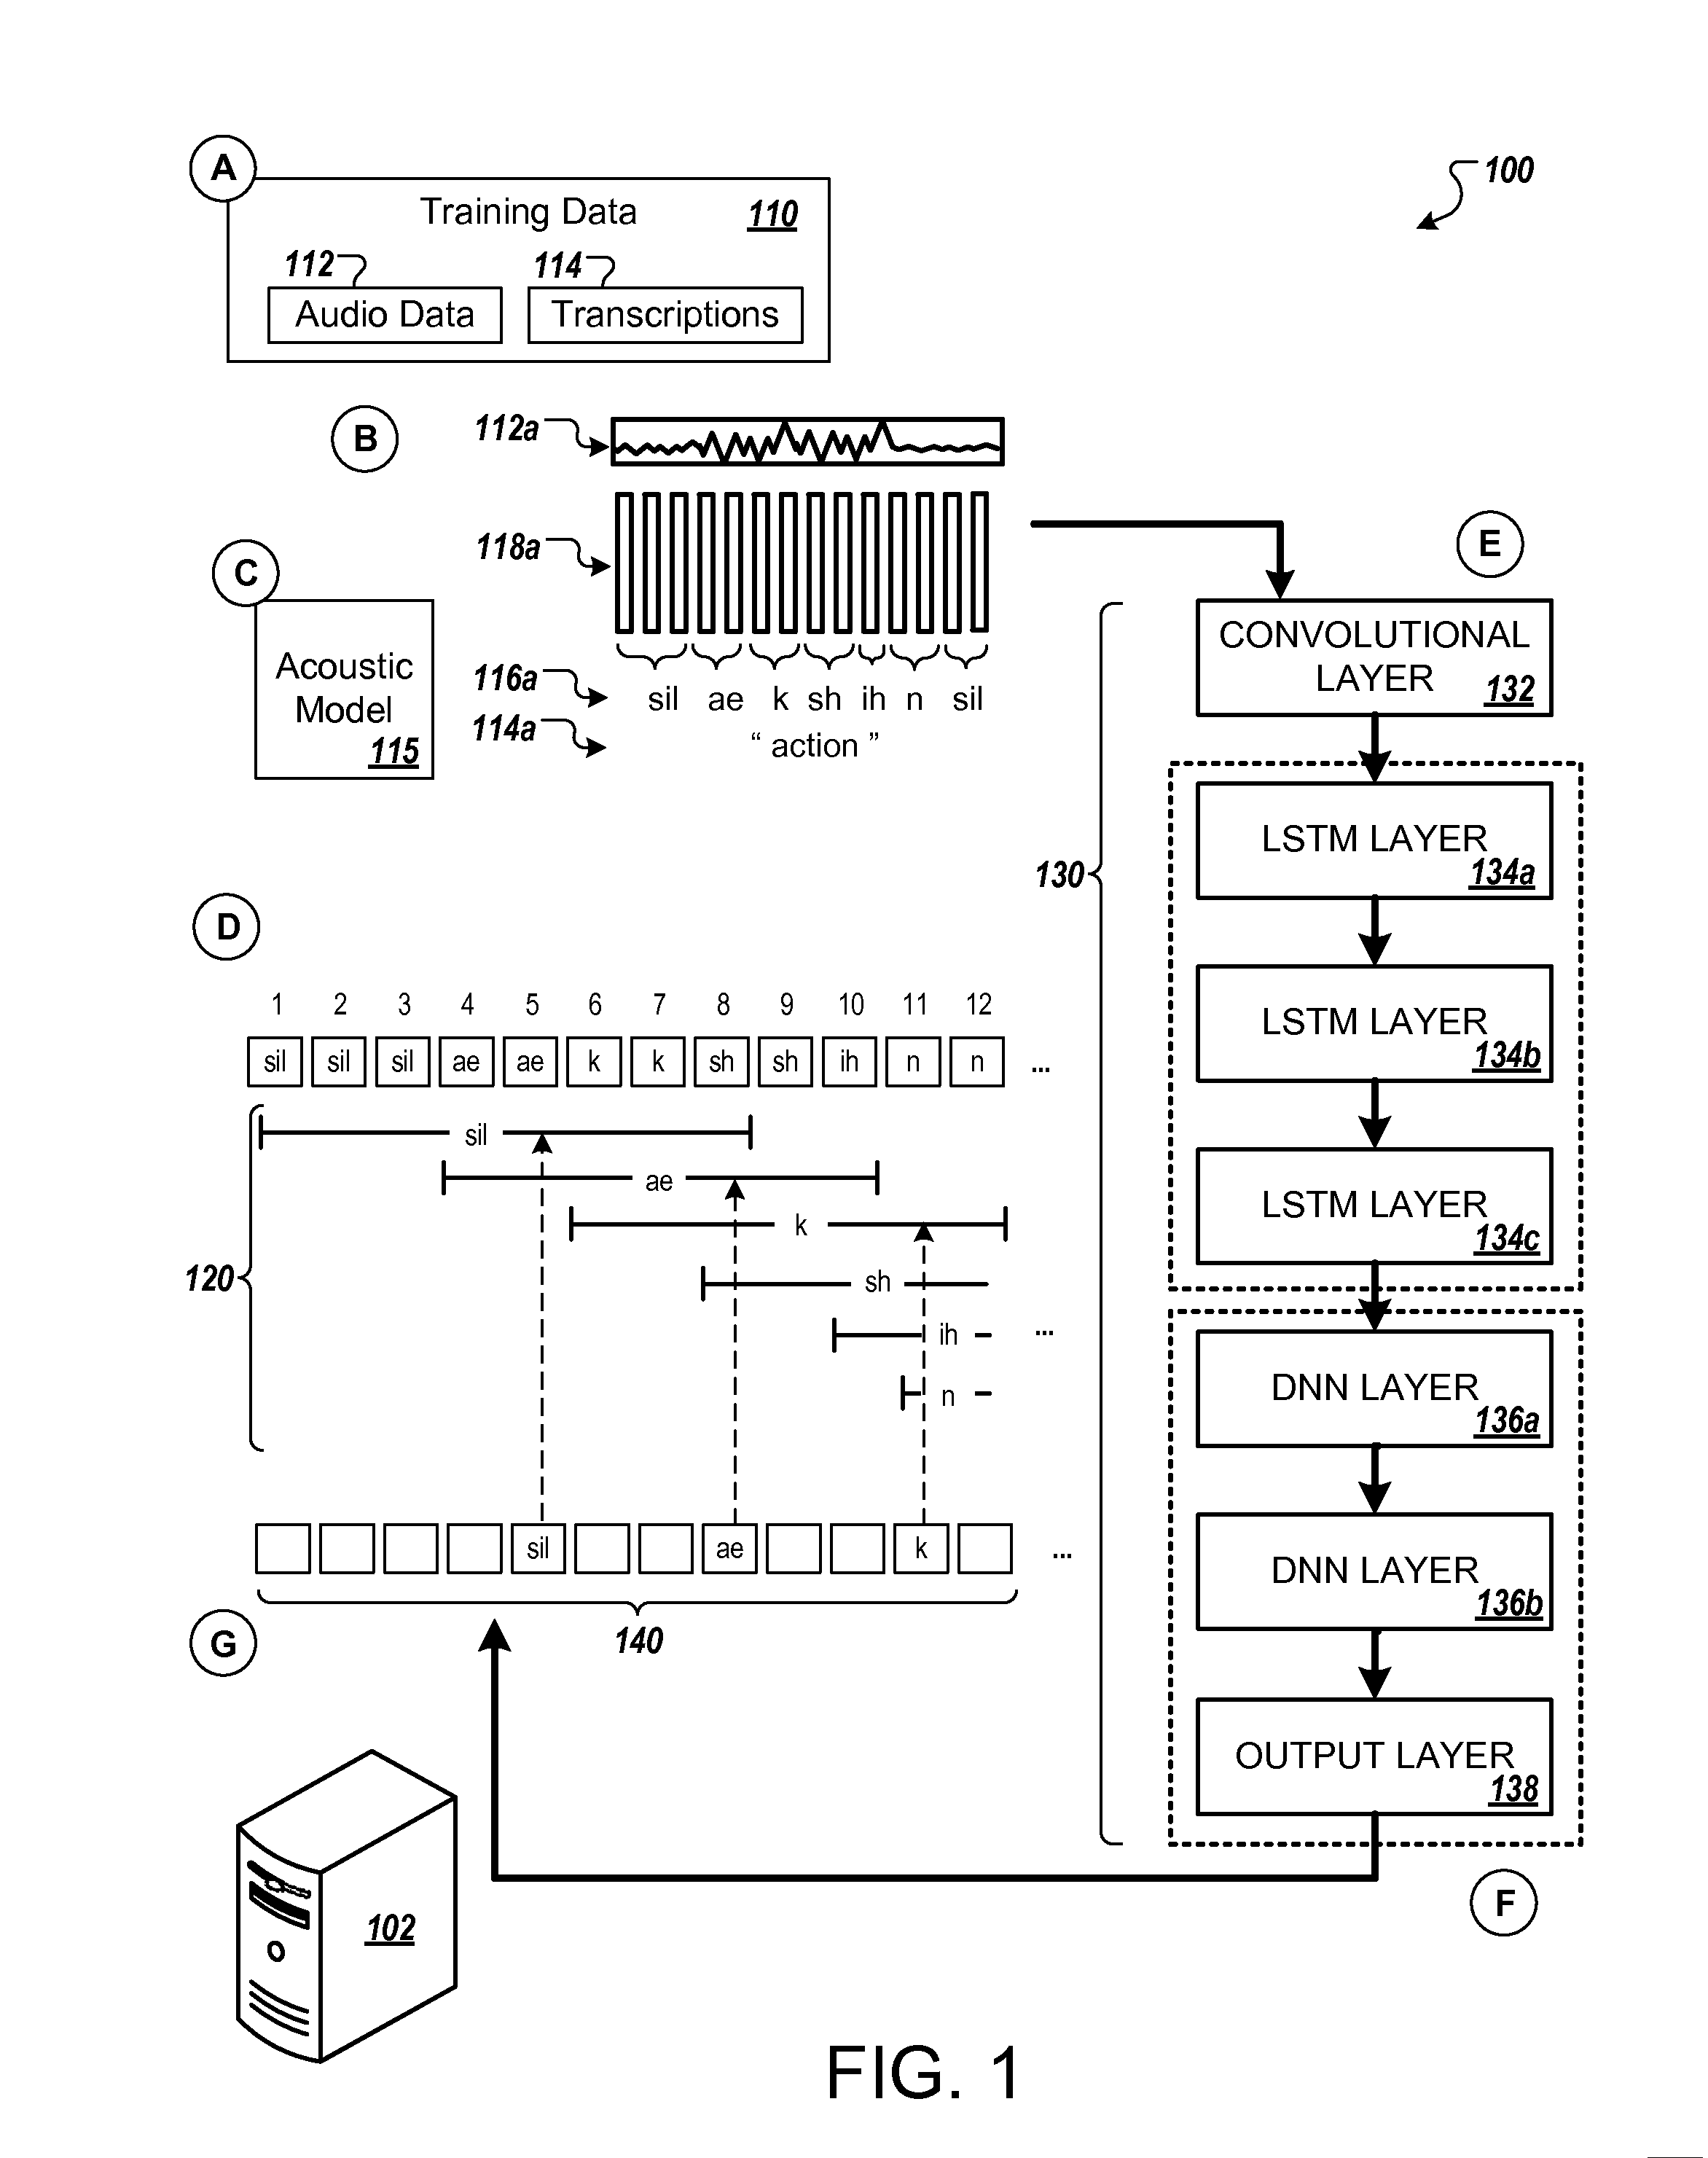 A
Training Data 110
112 114
Audio Data Transcriptions
100
B
112a
118a
C
Acoustic
Model
115
116a sil ae k sh ih n sil
114a “ action ”
E
CONVOLUTIONAL
LAYER 132
130
LSTM LAYER
134a
LSTM LAYER
134b
LSTM LAYER
134c
DNN LAYER
136a
DNN LAYER
136b
OUTPUT LAYER
138
F
D
1 2 3 4 5 6 7 8 9 10 11 12
sil sil sil ae ae k k sh sh ih n n ...
120
sil
ae
k
sh
ih ...
n
sil ae k ...
140
G
102
FIG. 1